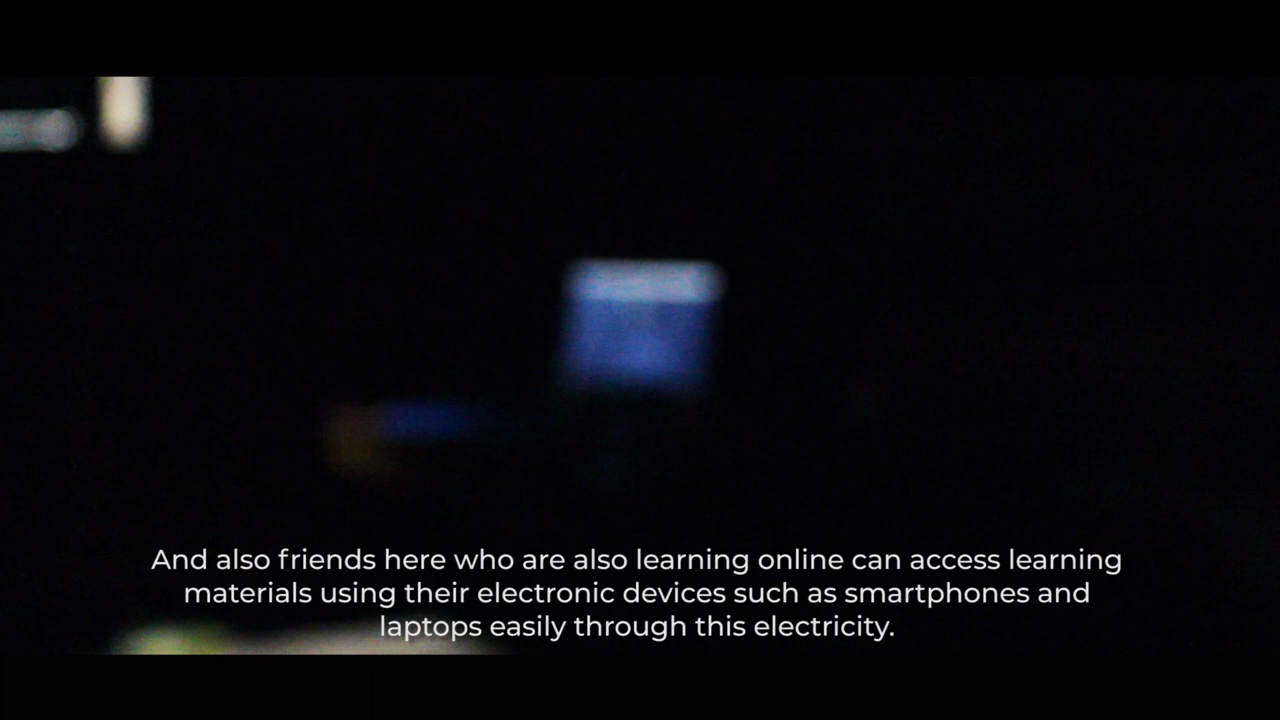 And also friends here who are also learning online can access learning
materials using their electronic devices such as smartphones and
laptops easily through this electricity.